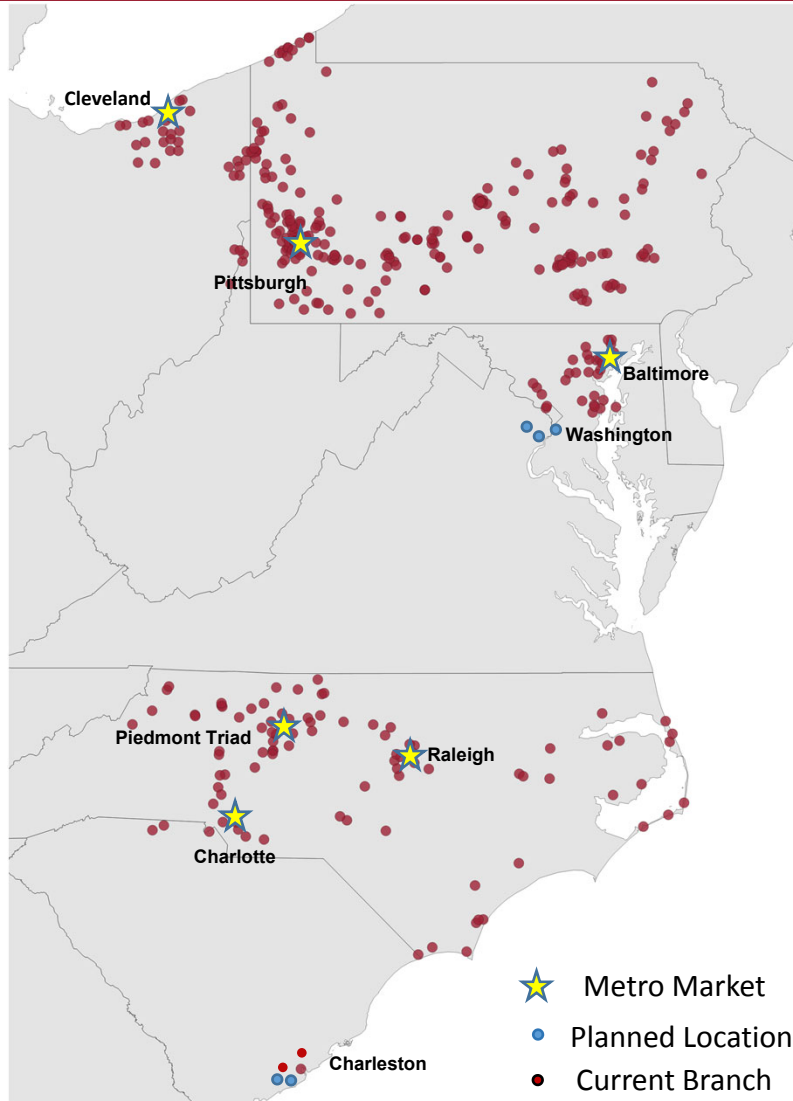 Cleveland
Pittsburgh
Baltimore
Washington
Piedmont Triad
Raleigh
Charlotte
Metro Market
Planned Location
Charleston
Current Branch